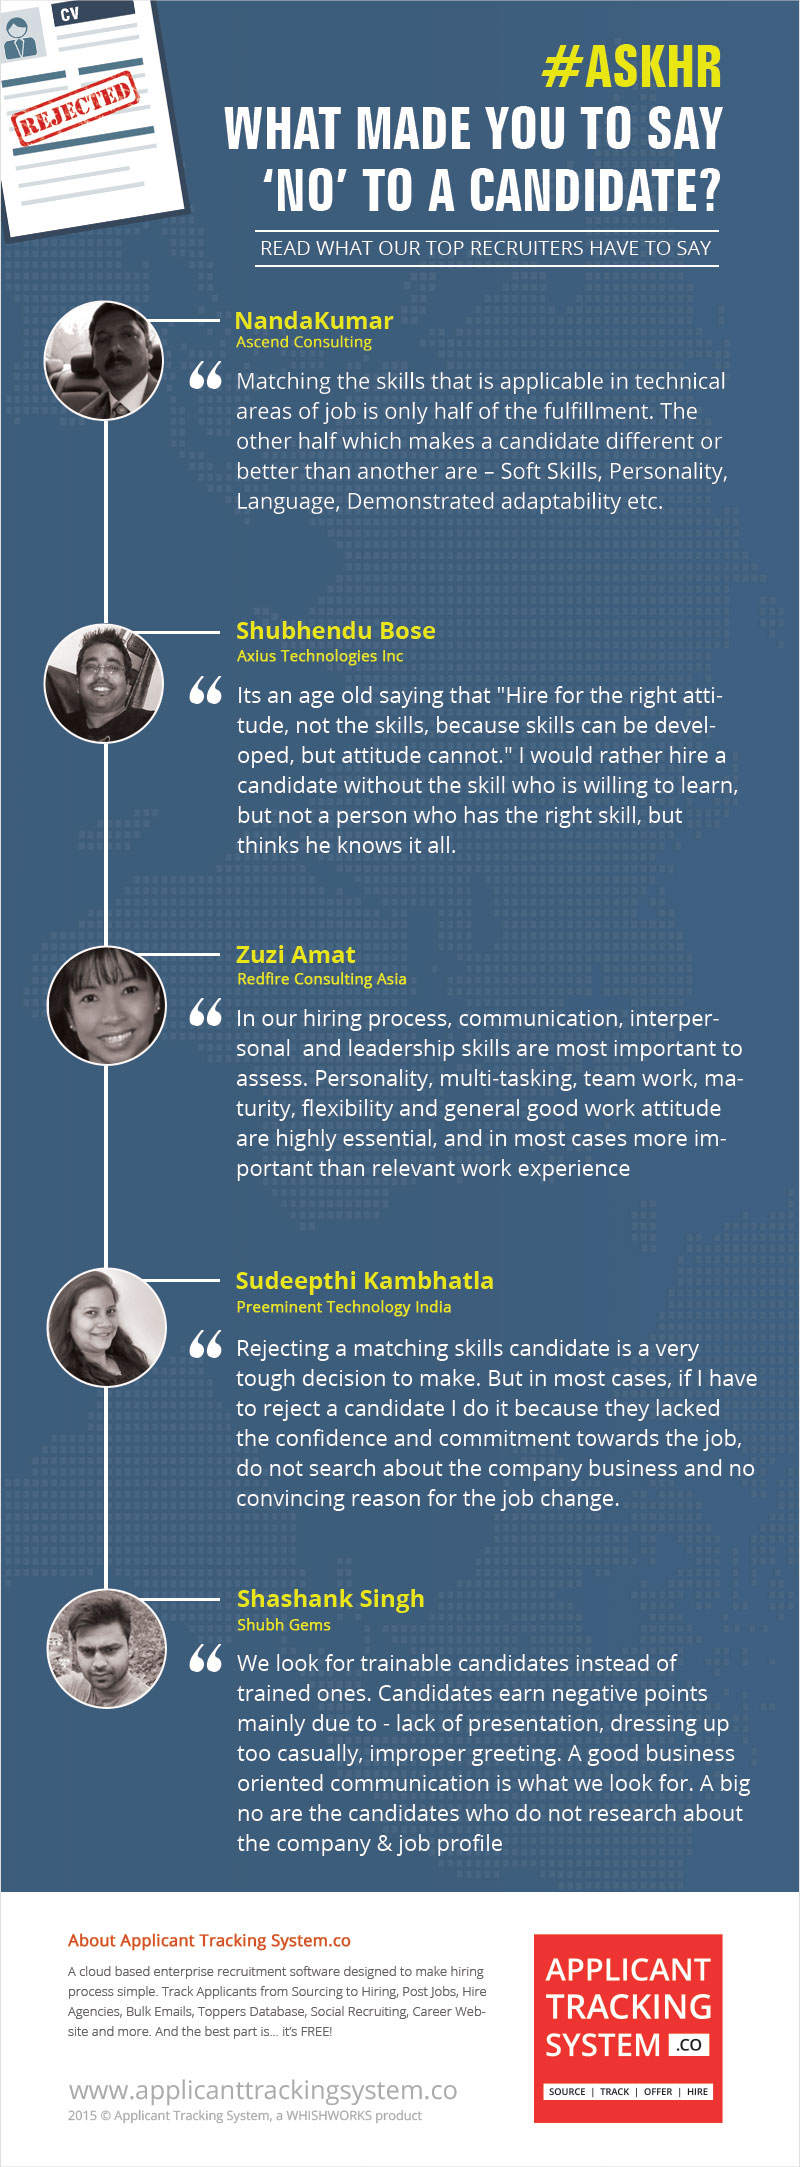 CV
REJECTED
#ASKHR
WHAT MADE YOU TO SAY
‘NO’ TO A CANDIDATE?
READ WHAT OUR TOP RECRUITERS HAVE TO SAY
NandaKumar
Ascend Consulting
“
Matching the skills that is applicable in technical
areas of job is only half of the fulfillment. The
other half which makes a candidate different or
better than another are – Soft Skills, Personality,
Language, Demonstrated adaptability etc.
Shubhendu Bose
Axius Technologies Inc
“
Its an age old saying that "Hire for the right atti-
tude, not the skills, because skills can be devel-
oped, but attitude cannot." I would rather hire a
candidate without the skill who is willing to learn,
but not a person who has the right skill, but
thinks he knows it all.
Zuzi Amat
Redfire Consulting Asia
“
In our hiring process, communication, interper-
sonal  and leadership skills are most important to
assess. Personality, multi-tasking, team work, ma-
turity, flexibility and general good work attitude
are highly essential, and in most cases more im-
portant than relevant work experience
Sudeepthi Kambhatla
Preeminent Technology India
“
Rejecting a matching skills candidate is a very
tough decision to make. But in most cases, if I have
to reject a candidate I do it because they lacked
the confidence and commitment towards the job,
do not search about the company business and no
convincing reason for the job change.
Shashank Singh
Shubh Gems
“
We look for trainable candidates instead of
trained ones. Candidates earn negative points
mainly due to - lack of presentation, dressing up
too casually, improper greeting. A good business
oriented communication is what we look for. A big
no are the candidates who do not research about
the company & job profile
About Applicant Tracking System.co
A cloud based enterprise recruitment software designed to make hiring
process simple. Track Applicants from Sourcing to Hiring, Post Jobs, Hire
Agencies, Bulk Emails, Toppers Database, Social Recruiting, Career Web-
site and more. And the best part is... it’s FREE!
www.applicanttrackingsystem.co
2015 © Applicant Tracking System, a WHISHWORKS product
APPLICANT
TRACKING
SYSTEM .CO
SOURCE | TRACK | OFFER | HIRE